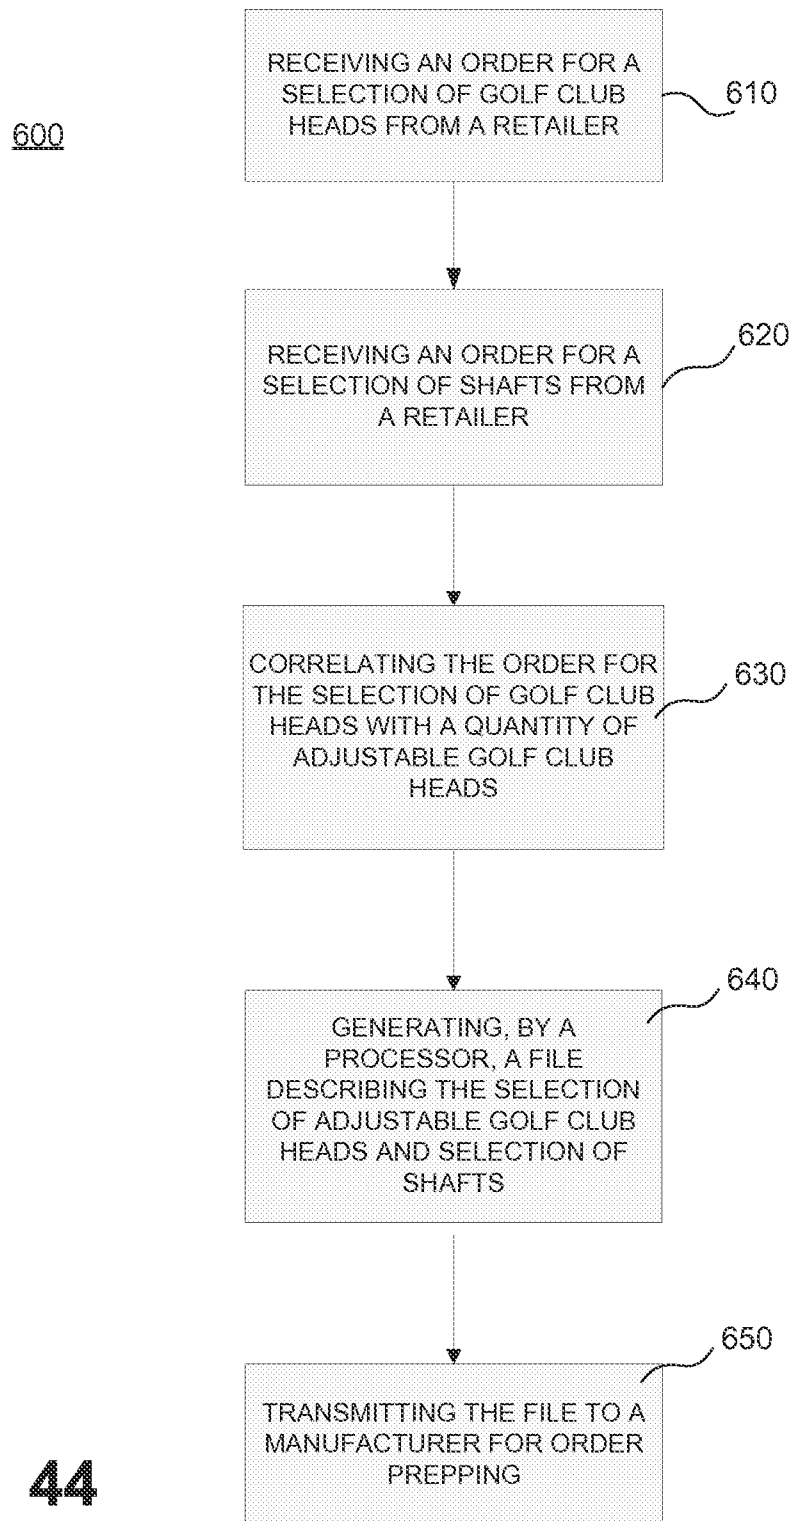 600
RECEIVING AN ORDER FOR A
SELECTION OF GOLF CLUB
HEADS FROM A RETAILER
610
RECEIVING AN ORDER FOR A
SELECTION OF SHAFTS FROM
A RETAILER
620
CORRELATING THE ORDER FOR
THE SELECTION OF GOLF CLUB
HEADS WITH A QUANTITY OF
ADJUSTABLE GOLF CLUB
HEADS
630
GENERATING, BY A
PROCESSOR, A FILE
DESCRIBING THE SELECTION
OF ADJUSTABLE GOLF CLUB
HEADS AND SELECTION OF
SHAFTS
640
TRANSMITTING THE FILE TO A
MANUFACTURER FOR ORDER
PREPPING
650
44